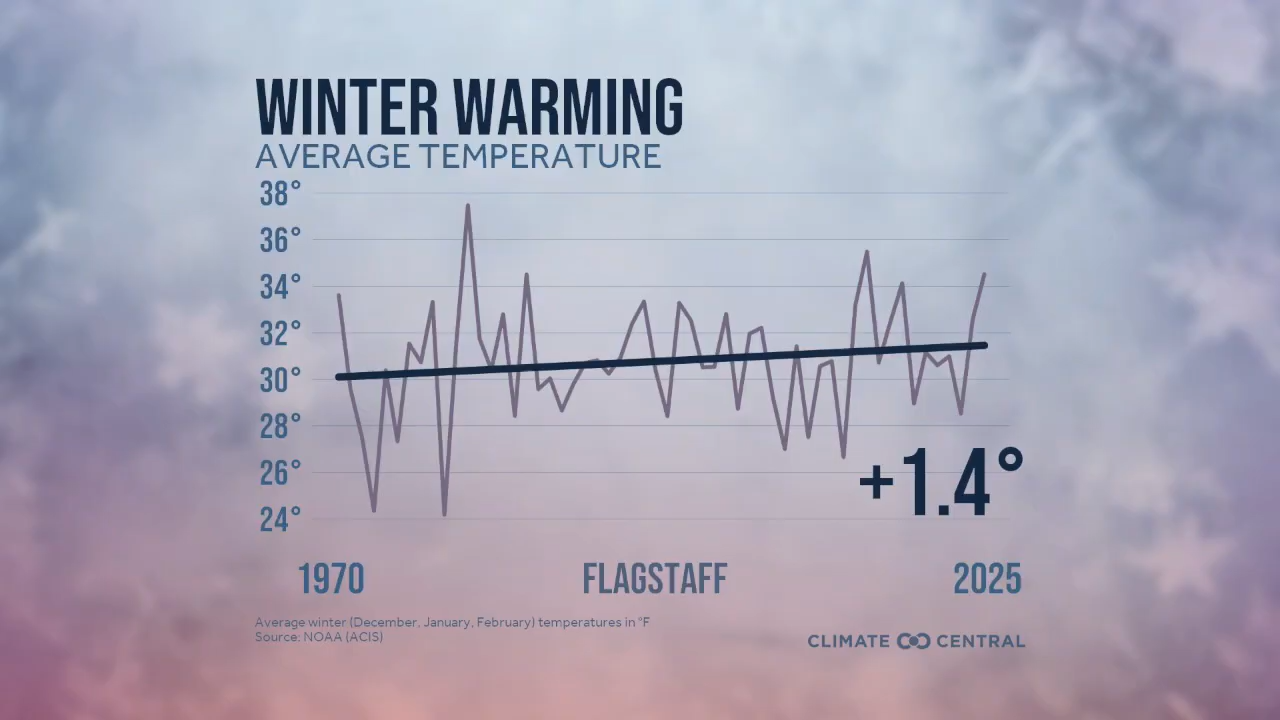 WINTER WARMING
AVERAGE TEMPERATURE
38°
36°
34°
32°
30°
28°
26°
24°
+1.4°
1970 FLAGSTAFF 2025
Average winter (December, January, February) temperatures in °F
Source: NOAA (ACIS)
CLIMATE CENTRAL